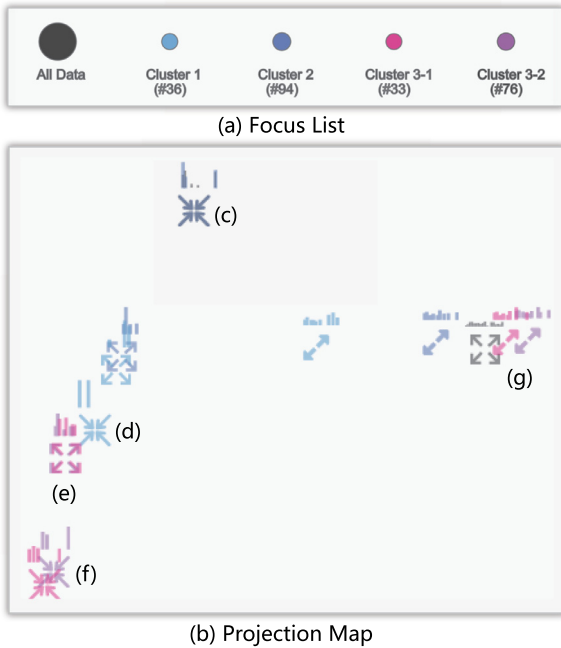 All Data
Cluster 1
(#36)
Cluster 2
(#94)
Cluster 3-1
(#33)
Cluster 3-2
(#76)
(a) Focus List
(c)
(g)
(d)
(e)
(f)
(b) Projection Map